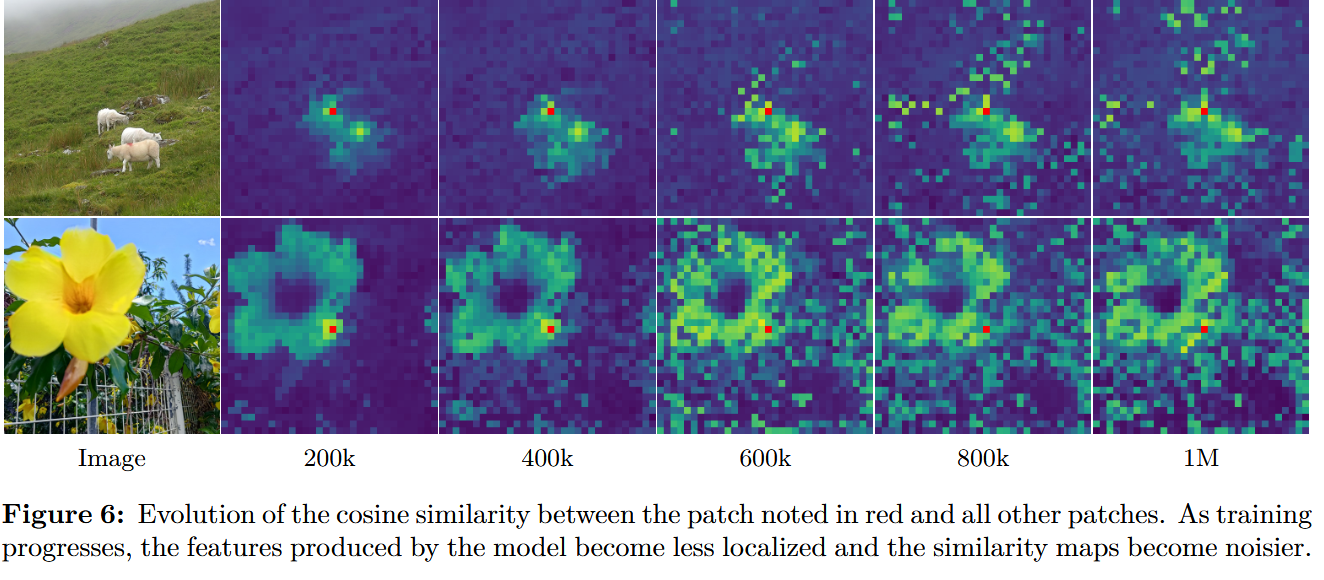 Image
200k
400k
600k
800k
1M
Figure 6: Evolution of the cosine similarity between the patch noted in red and all other patches. As training
progresses, the features produced by the model become less localized and the similarity maps become noisier.